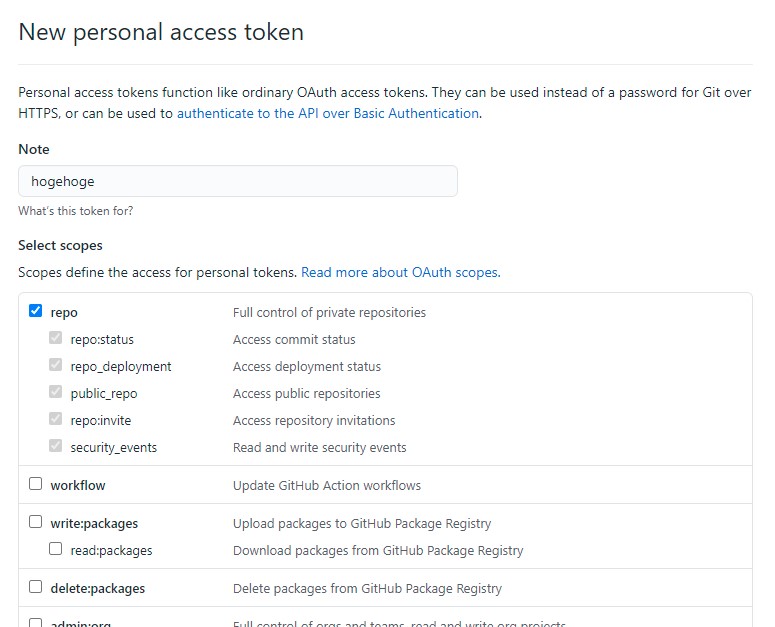 New personal access token
Personal access tokens function like ordinary OAuth access tokens. They can be used instead of a password for Git over
HTTPS, or can be used to authenticate to the API over Basic Authentication.
Note
hogehoge
What's this token for?
Select scopes
Scopes define the access for personal tokens. Read more about OAuth scopes.
repo Full control of private repositories
repo:status Access commit status
repo_deployment Access deployment status
public_repo Access public repositories
repo:invite Access repository invitations
security_events Read and write security events
workflow Update GitHub Action workflows
write:packages Upload packages to GitHub Package Registry
read:packages Download packages from GitHub Package Registry
delete:packages Delete packages from GitHub Package Registry
admin:org Full control of orgs and teams, read and write org projects